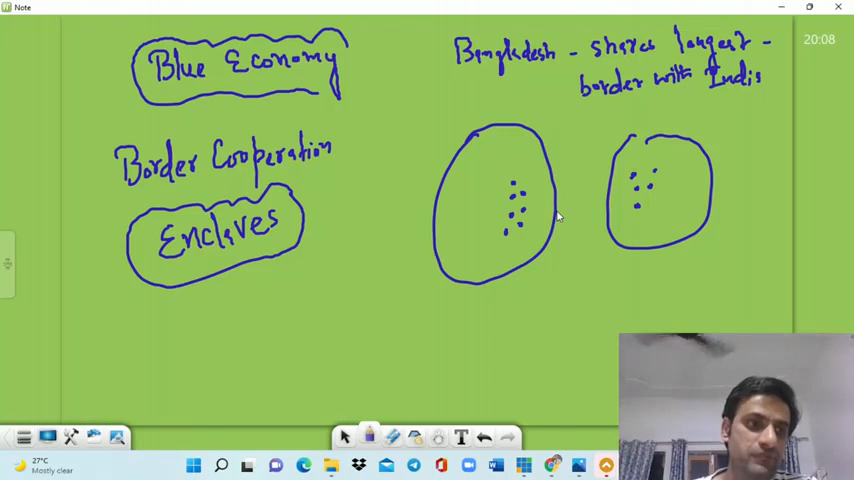 Note
20:08
Blue Economy
Bangladesh - shares longest -
border with India
Border Cooperation
Enclaves
27°C
Mostly clear